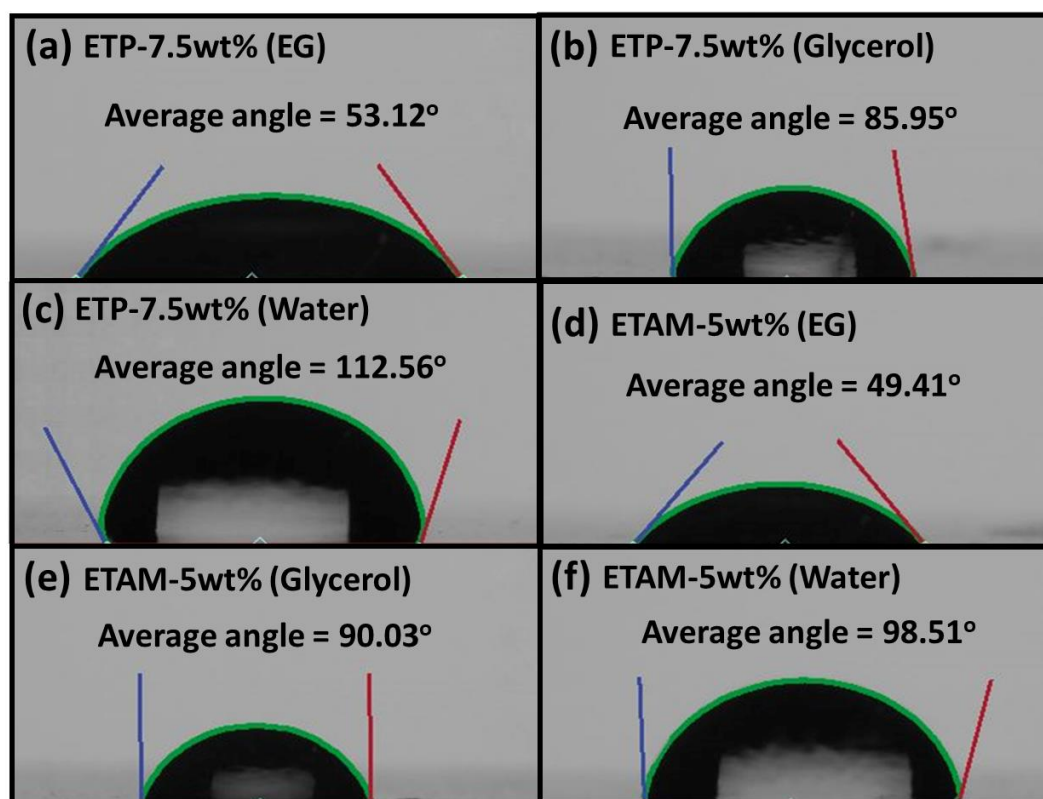 (a) ETP-7.5wt% (EG)
Average angle = 53.12°
(b) ETP-7.5wt% (Glycerol)
Average angle = 85.95°
(c) ETP-7.5wt% (Water)
Average angle = 112.56°
(d) ETAM-5wt% (EG)
Average angle = 49.41°
(e) ETAM-5wt% (Glycerol)
Average angle = 90.03°
(f) ETAM-5wt% (Water)
Average angle = 98.51°